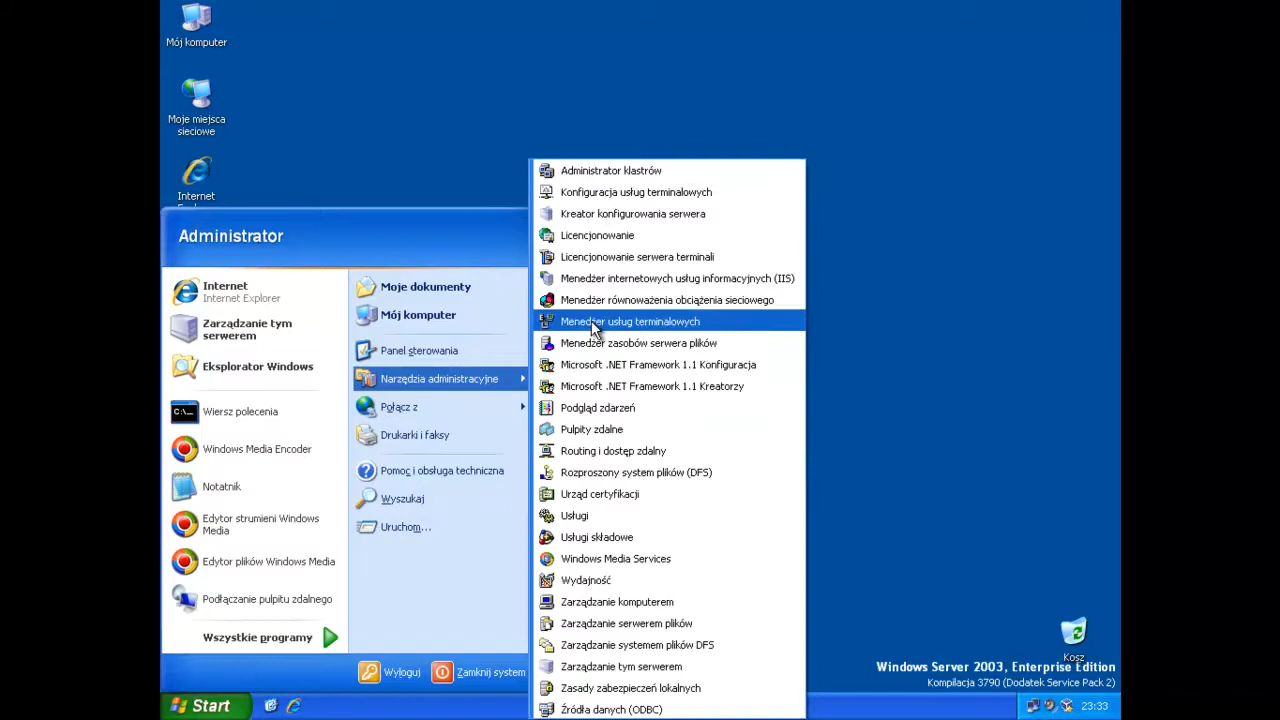 Mój komputer
Moje miejsca
sieciowe
Internet
Administrator
Internet
Internet Explorer
Zarządzanie tym
serwerem
Eksplorator Windows
Wiersz polecenia
Windows Media Encoder
Notatnik
Edytor strumieni Windows
Media
Edytor plików Windows Media
Podłączanie pulpitu zdalnego
Wszystkie programy
Moje dokumenty
Mój komputer
Panel sterowania
Narzędzia administracyjne
Połącz z
Drukarki i faksy
Pomoc i obsługa techniczna
Wyszukaj
Uruchom...
Wyloguj
Zamknij system
Administrator klastrów
Konfiguracja usług terminalowych
Kreator konfigurowania serwera
Licencjonowanie
Licencjonowanie serwera terminali
Menedżer internetowych usług informacyjnych (IIS)
Menedżer równoważenia obciążenia sieciowego
Menedżer usług terminalowych
Menedżer zasobów serwera plików
Microsoft .NET Framework 1.1 Konfiguracja
Microsoft .NET Framework 1.1 Kreatorzy
Podgląd zdarzeń
Pulpity zdalne
Routing i dostęp zdalny
Rozproszony system plików (DFS)
Urząd certyfikacji
Usługi
Usługi składowe
Windows Media Services
Wydajność
Zarządzanie komputerem
Zarządzanie serwerem plików
Zarządzanie systemem plików DFS
Zarządzanie tym serwerem
Zasady zabezpieczeń lokalnych
Źródła danych (ODBC)
Kosz
Windows Server 2003, Enterprise Edition
Kompilacja 3790 (Dodatek Service Pack 2)
Start
23:33